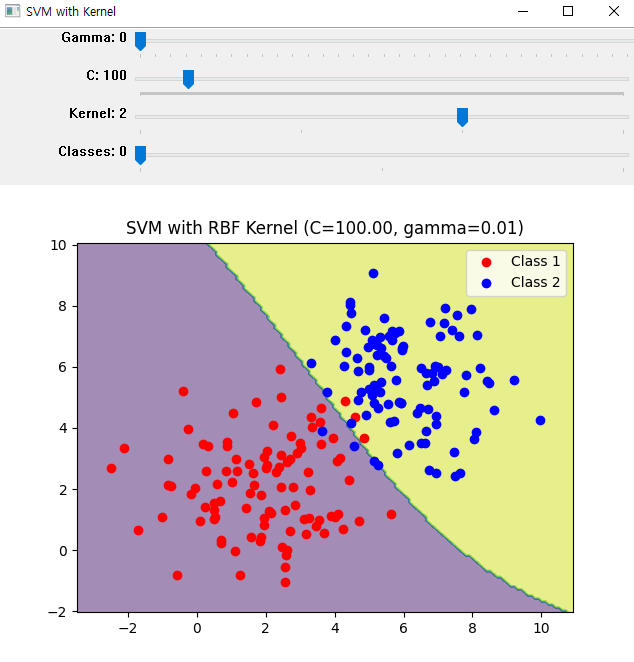 SVM with Kernel
Gamma: 0
C: 100
Kernel: 2
Classes: 0
SVM with RBF Kernel (C=100.00, gamma=0.01)
Class 1
Class 2
10
8
6
4
2
0
−2
−2 0 2 4 6 8 10